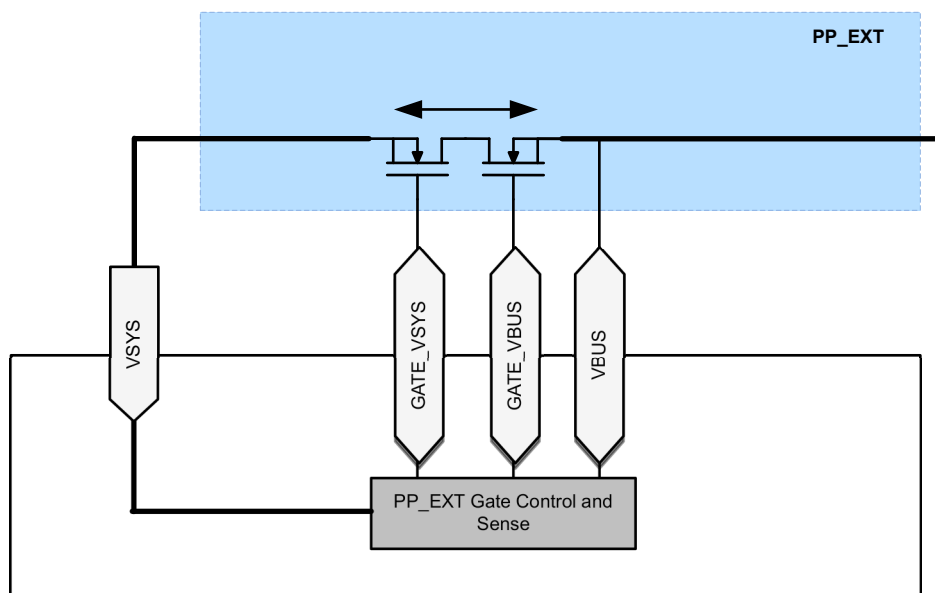 PP_EXT
VSYS
GATE_VSYS
GATE_VBUS
VBUS
PP_EXT Gate Control and
Sense